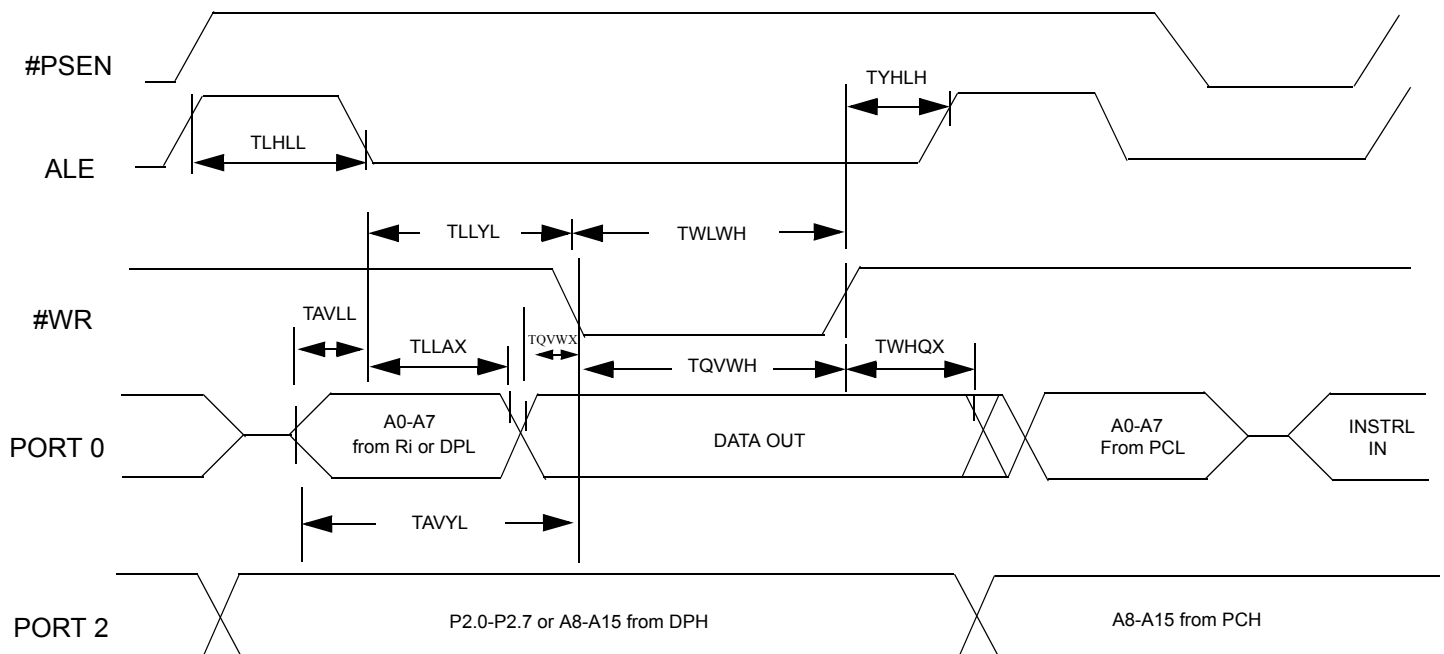 #PSEN
TYHLH
TLHLL
ALE
TLLYL
TWLWH
#WR
TAVLL
TQVWX
TLLAX
TQVWH
TWHQX
A0-A7
from Ri or DPL
PORT 0
DATA OUT
A0-A7
From PCL
INSTRL
IN
TAVYL
P2.0-P2.7 or A8-A15 from DPH
A8-A15 from PCH
PORT 2